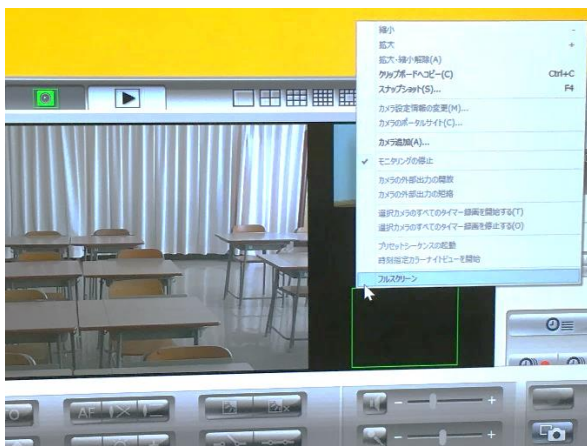 縮小 -
拡大 +
拡大・縮小解除(A)
クリップボードへコピー(C) Ctrl+C
スナップショット(S)... F4
カメラ設定情報の変更(M)...
カメラのポータルサイト(C)...
カメラ追加(A)...
✓ モニタリングの停止
カメラの外部出力の開放
カメラの外部出力の短絡
選択カメラのすべてのタイマー録画を開始する(T)
選択カメラのすべてのタイマー録画を停止する(O)
プリセットシーケンスの起動
時刻指定カラーナイトビューを開始
フルスクリーン
AF